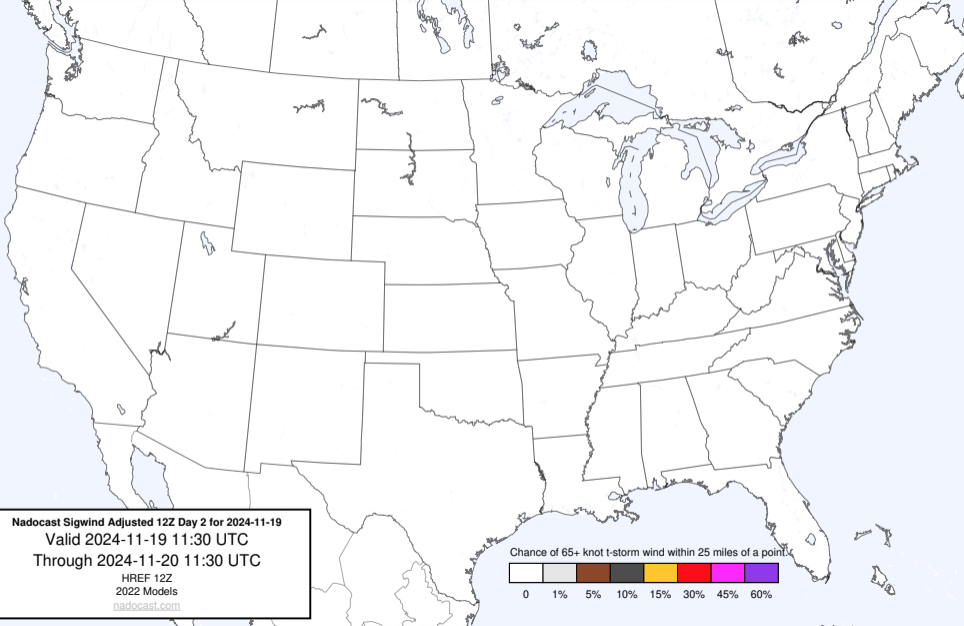 Nadocast Sigwind Adjusted 12Z Day 2 for 2024-11-19
Valid 2024-11-19 11:30 UTC
Through 2024-11-20 11:30 UTC
HREF 12Z
2022 Models
nadocast.com
Chance of 65+ knot t-storm wind within 25 miles of a point.
0 1% 5% 10% 15% 30% 45% 60%